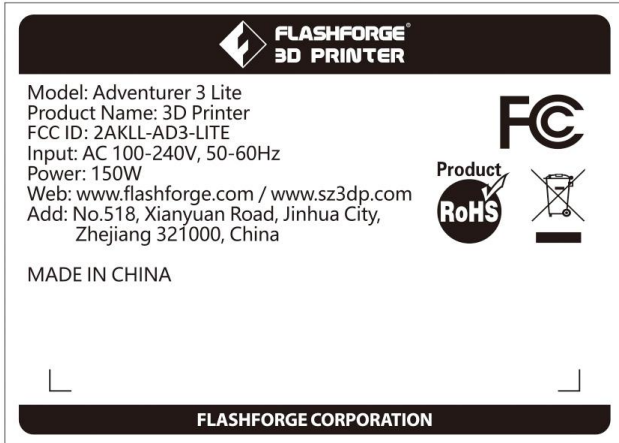 FLASHFORGE®
3D PRINTER
Model: Adventurer 3 Lite
Product Name: 3D Printer
FCC ID: 2AKLL-AD3-LITE
Input: AC 100-240V, 50-60Hz
Power: 150W
Web: www.flashforge.com / www.sz3dp.com
Add: No.518, Xianyuan Road, Jinhua City,
Zhejiang 321000, China
MADE IN CHINA
FC
Product
RoHS
FLASHFORGE CORPORATION